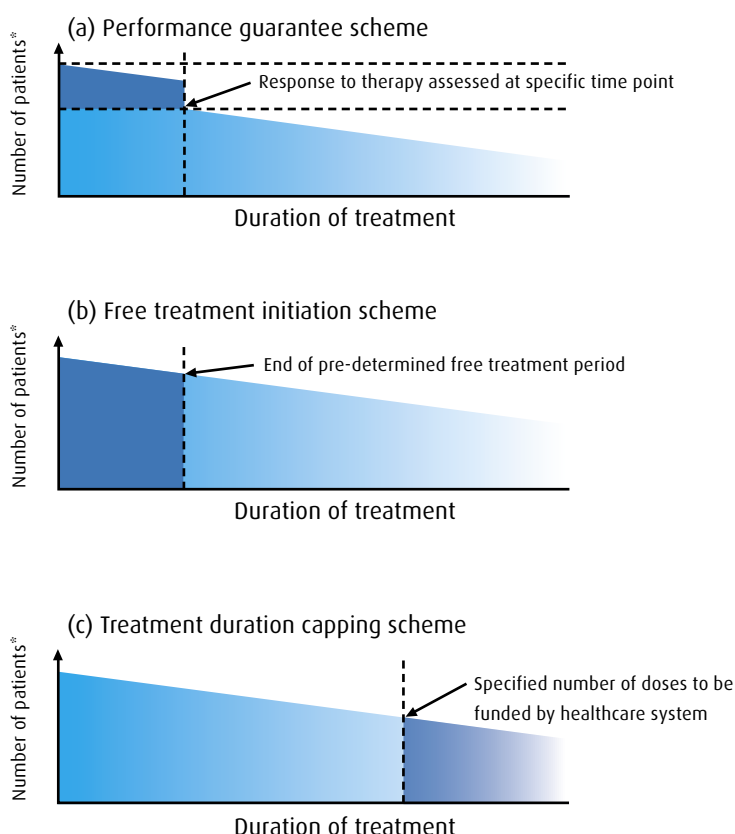 (a) Performance guarantee scheme
Number of patients*
Response to therapy assessed at specific time point
Duration of treatment
(b) Free treatment initiation scheme
Number of patients*
End of pre-determined free treatment period
Duration of treatment
(c) Treatment duration capping scheme
Number of patients*
Specified number of doses to be
funded by healthcare system
Duration of treatment